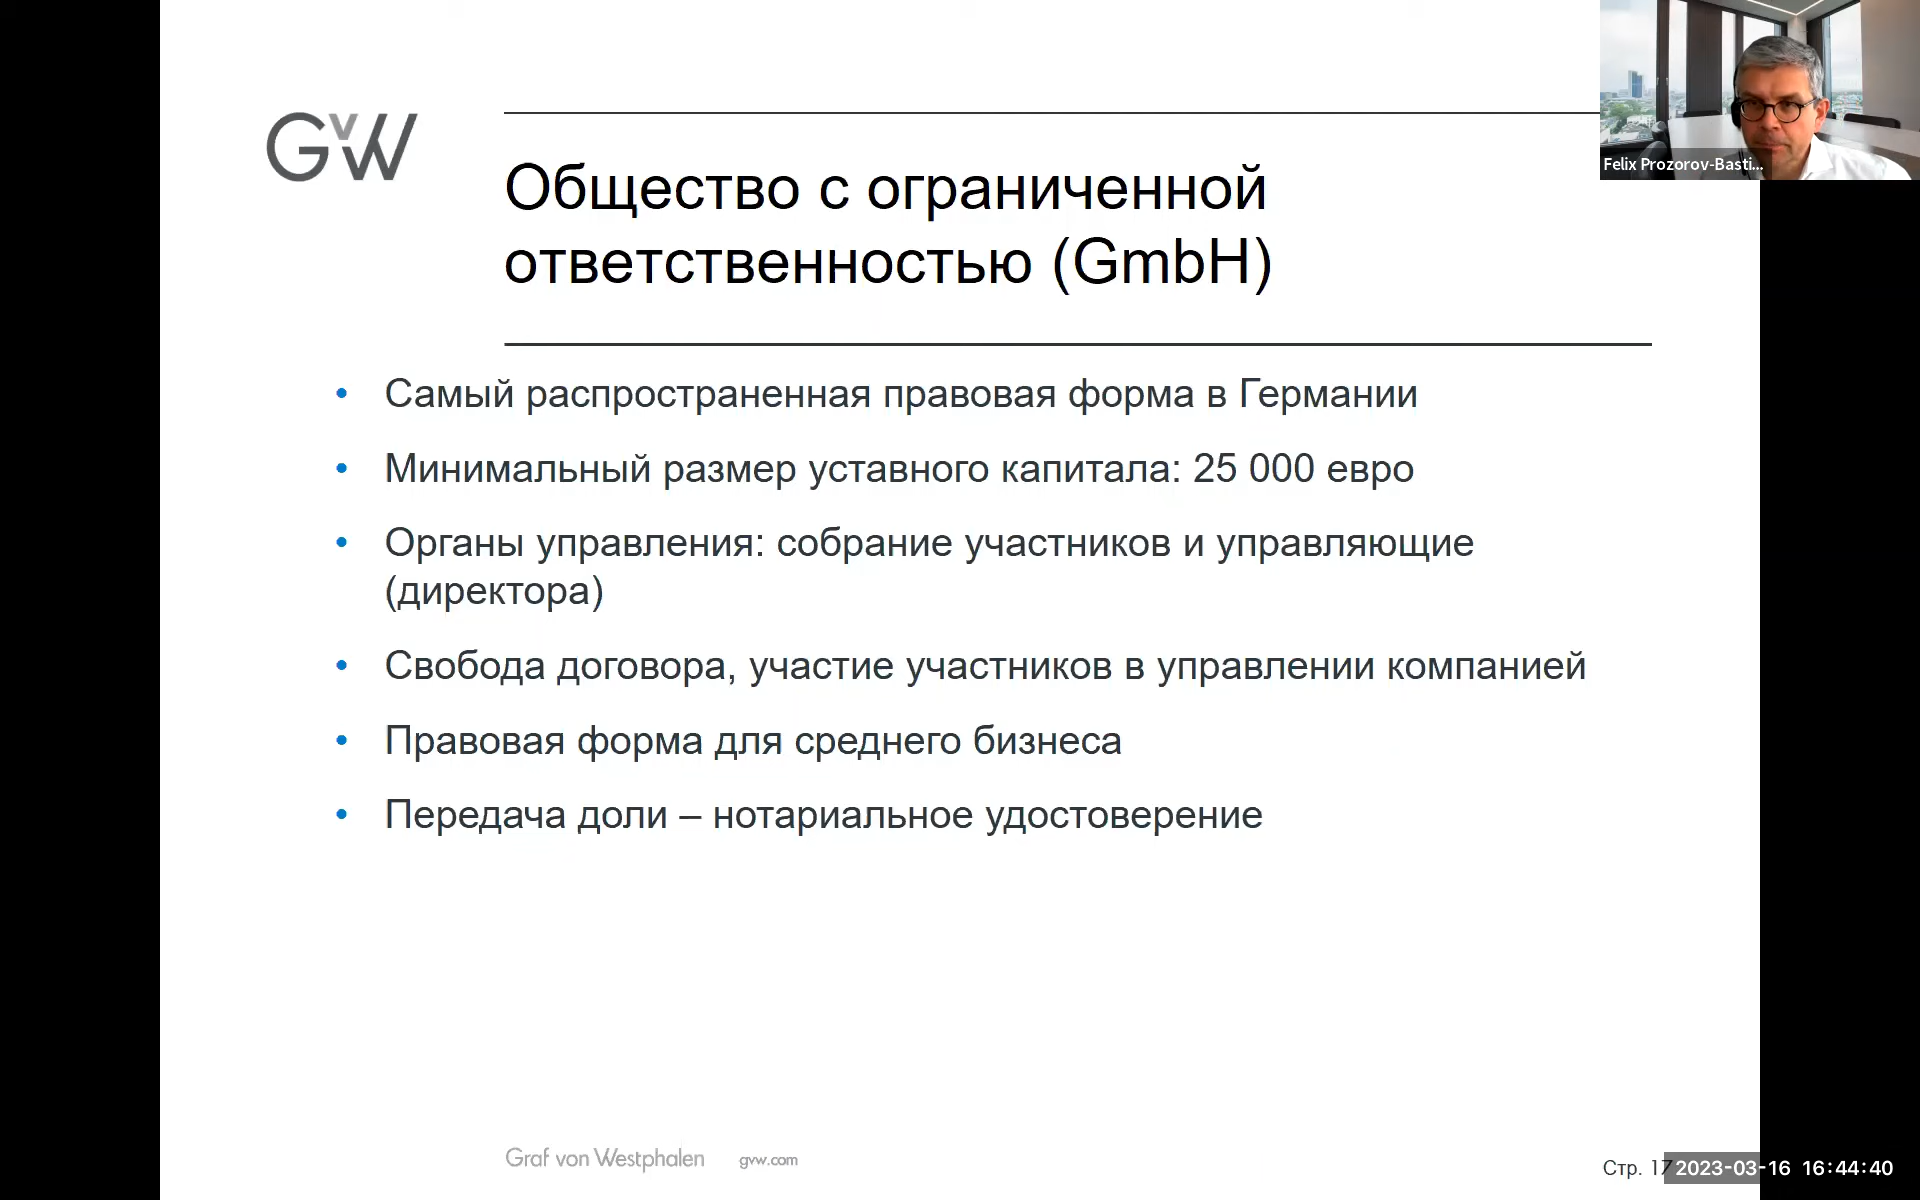 GvW
Felix Prozorov-Basti...
Общество с ограниченной
ответственностью (GmbH)
• Самый распространенная правовая форма в Германии
• Минимальный размер уставного капитала: 25 000 евро
• Органы управления: собрание участников и управляющие
(директора)
• Свобода договора, участие участников в управлении компанией
• Правовая форма для среднего бизнеса
• Передача доли – нотариальное удостоверение
Graf von Westphalen gvw.com
Стр. 17
2023-03-16 16:44:40